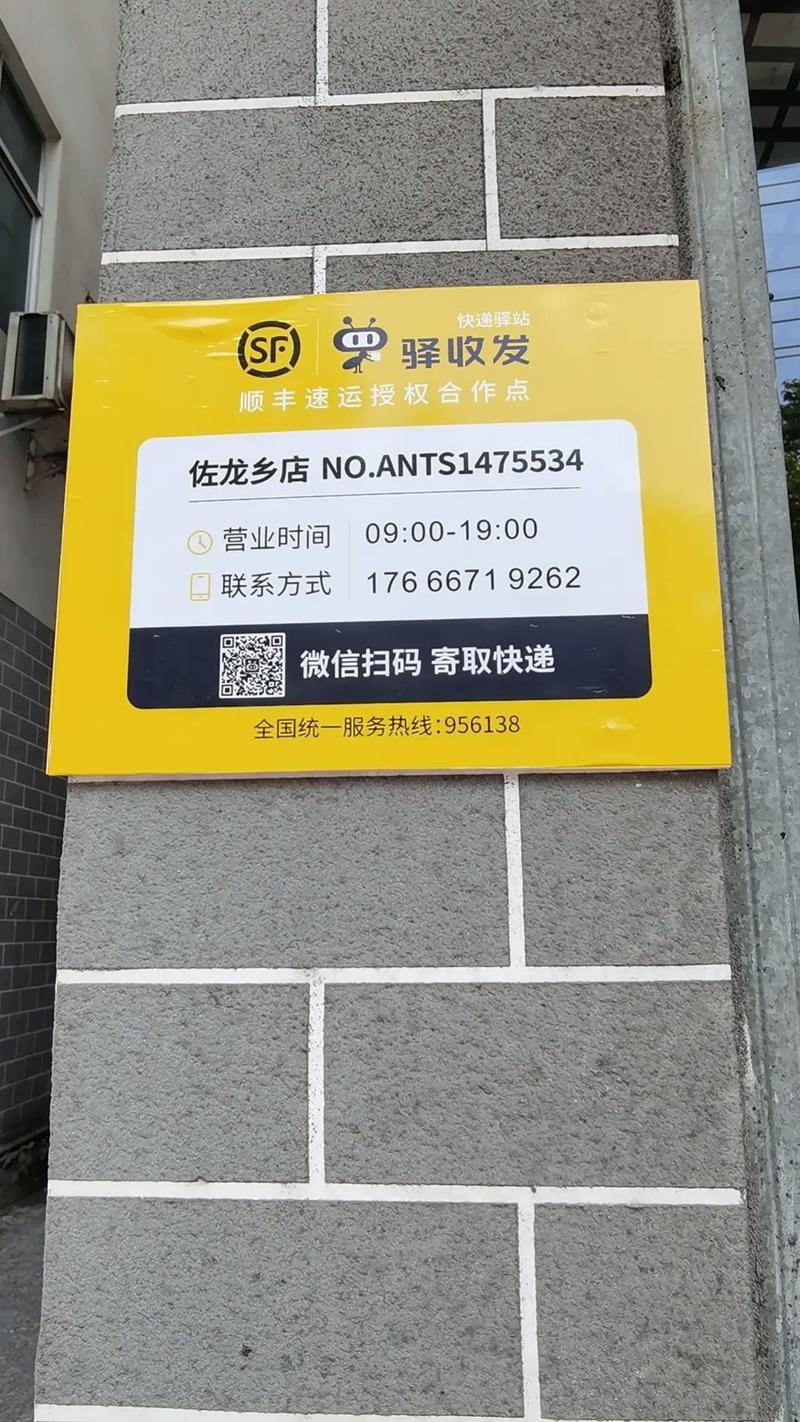 SF
快递驿站
驿收发
顺丰速运授权合作点
佐龙乡店 NO.ANTS1475534
营业时间 09:00-19:00
联系方式 176 6671 9262
微信扫码 寄取快递
全国统一服务热线:956138